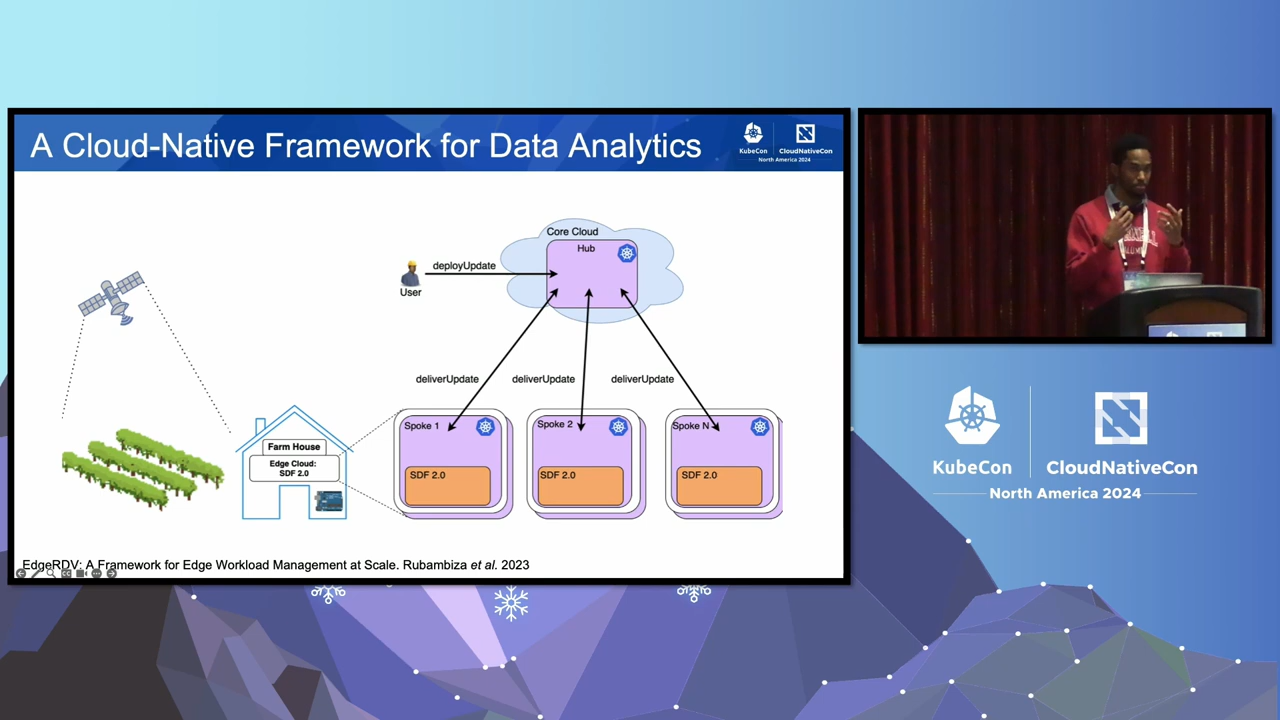 A Cloud-Native Framework for Data Analytics
KubeCon
CloudNativeCon
North America 2024
Core Cloud
Hub
deployUpdate
User
deliverUpdate
deliverUpdate
deliverUpdate
Spoke 1
Spoke 2
Spoke N
Farm House
Edge Cloud:
SDF 2.0
SDF 2.0
SDF 2.0
SDF 2.0
EdgeRDV: A Framework for Edge Workload Management at Scale. Rubambiza et al. 2023
KubeCon
CloudNativeCon
North America 2024